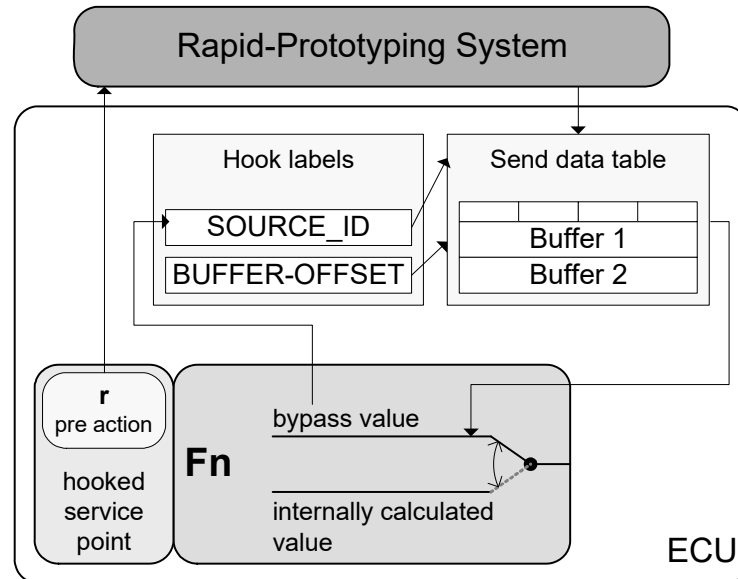 Rapid-Prototyping System
Hook labels
SOURCE_ID
BUFFER-OFFSET
Send data table
Buffer 1
Buffer 2
r
pre action
hooked
service
point
Fn
bypass value
internally calculated
value
ECU